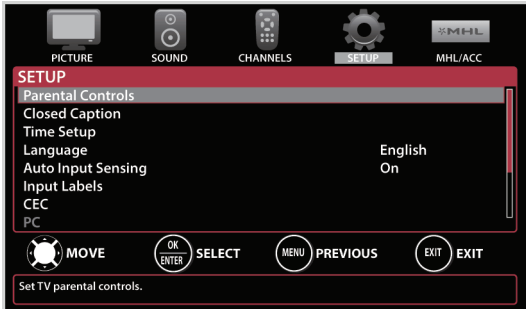 MHL
PICTURE SOUND CHANNELS SETUP MHL/ACC
SETUP
Parental Controls
Closed Caption
Time Setup
Language English
Auto Input Sensing On
Input Labels
CEC
PC
MOVE OK ENTER SELECT MENU PREVIOUS EXIT EXIT
Set TV parental controls.